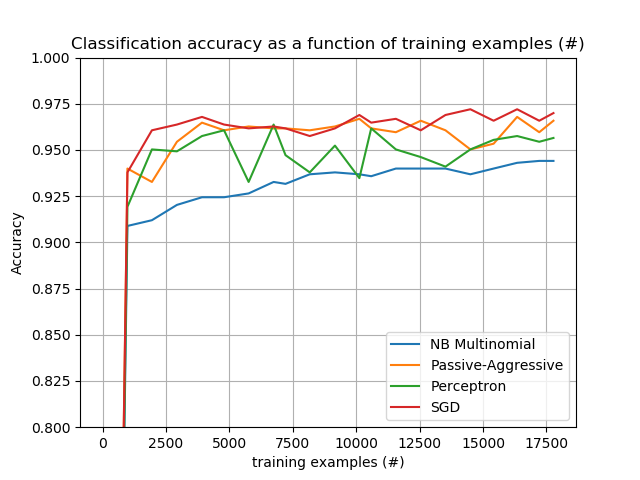 Classification accuracy as a function of training examples (#)
1.000
0.975
0.950
0.925
0.900
0.875
0.850
0.825
0.800
Accuracy
NB Multinomial
Passive-Aggressive
Perceptron
SGD
0 2500 5000 7500 10000 12500 15000 17500
training examples (#)